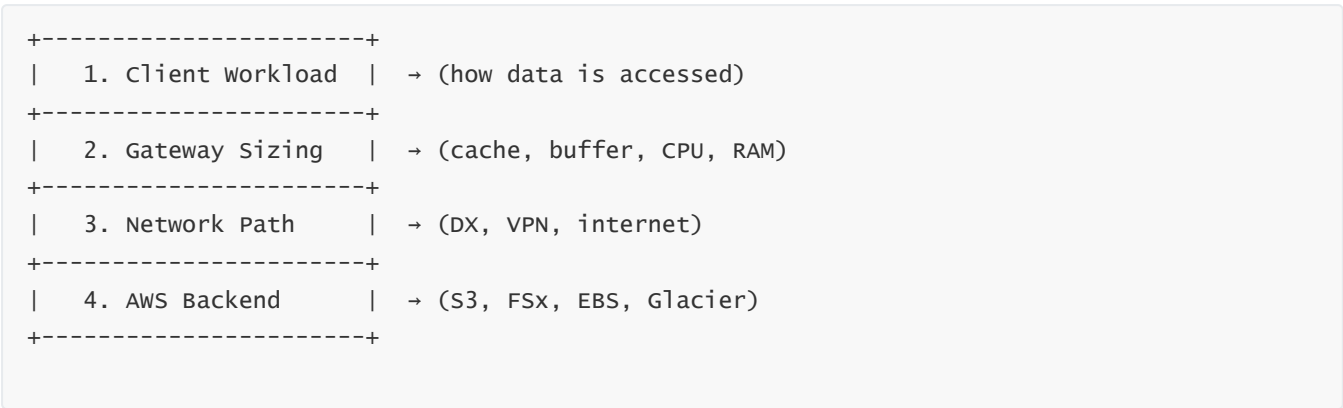 +-----------------------+
|   1. Client Workload  |  → (how data is accessed)
+-----------------------+
|   2. Gateway Sizing   |  → (cache, buffer, CPU, RAM)
+-----------------------+
|   3. Network Path     |  → (DX, VPN, internet)
+-----------------------+
|   4. AWS Backend      |  → (S3, FSx, EBS, Glacier)
+-----------------------+